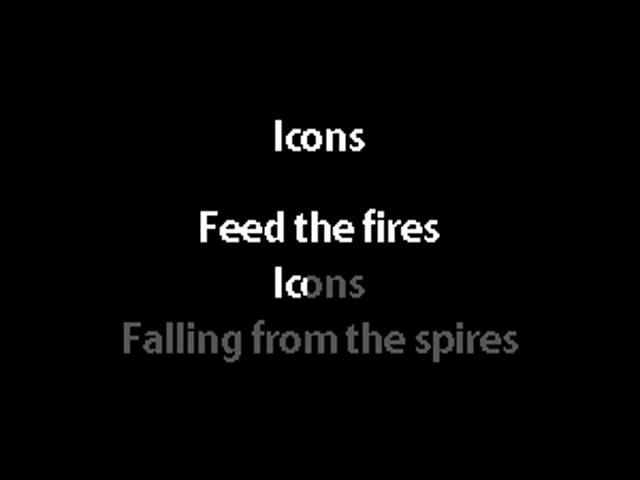 Icons
Feed the fires
Icons
Falling from the spires